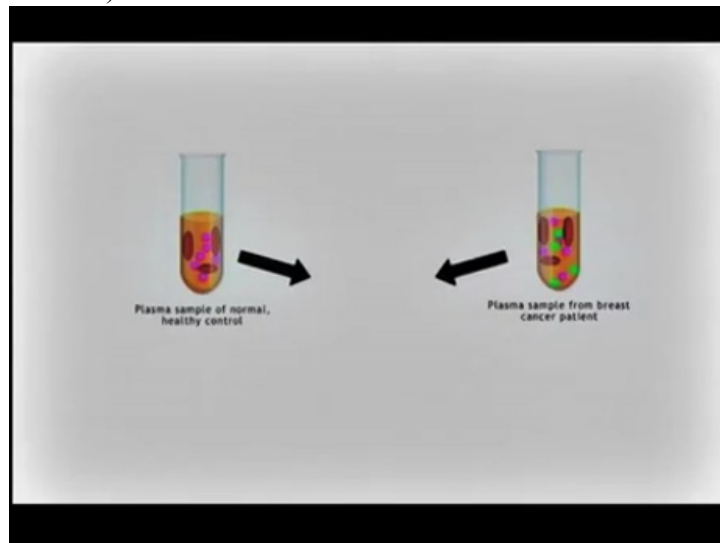 Plasma sample of normal,
healthy control
Plasma sample from breast
cancer patient